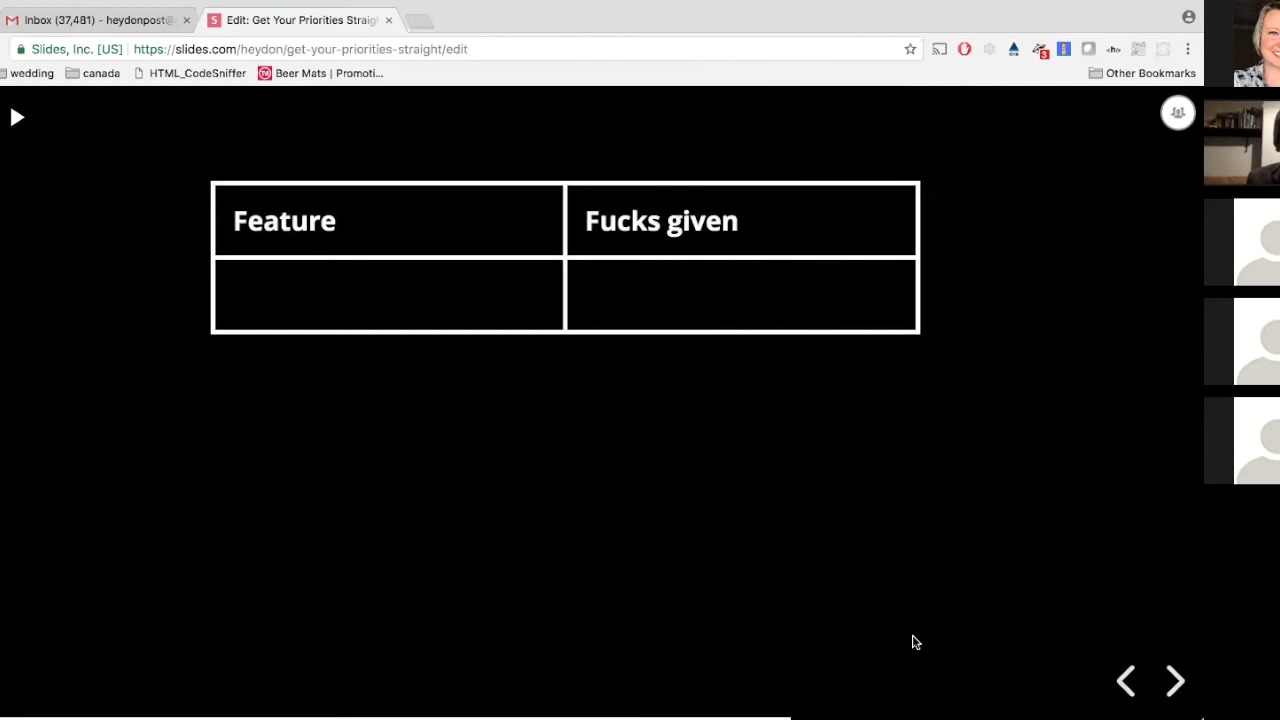 Inbox (37,481) - heydonpost@
Edit: Get Your Priorities Straig
Slides, Inc. [US]
https://slides.com/heydon/get-your-priorities-straight/edit
wedding
canada
HTML_CodeSniffer
Beer Mats | Promoti...
Other Bookmarks
Feature
Fucks given